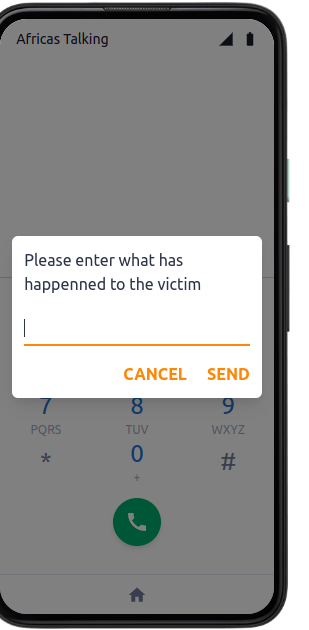 Africas Talking
Please enter what has
happenned to the victim
CANCEL SEND
7 8 9
PQRS TUV WXYZ
* 0 #
+